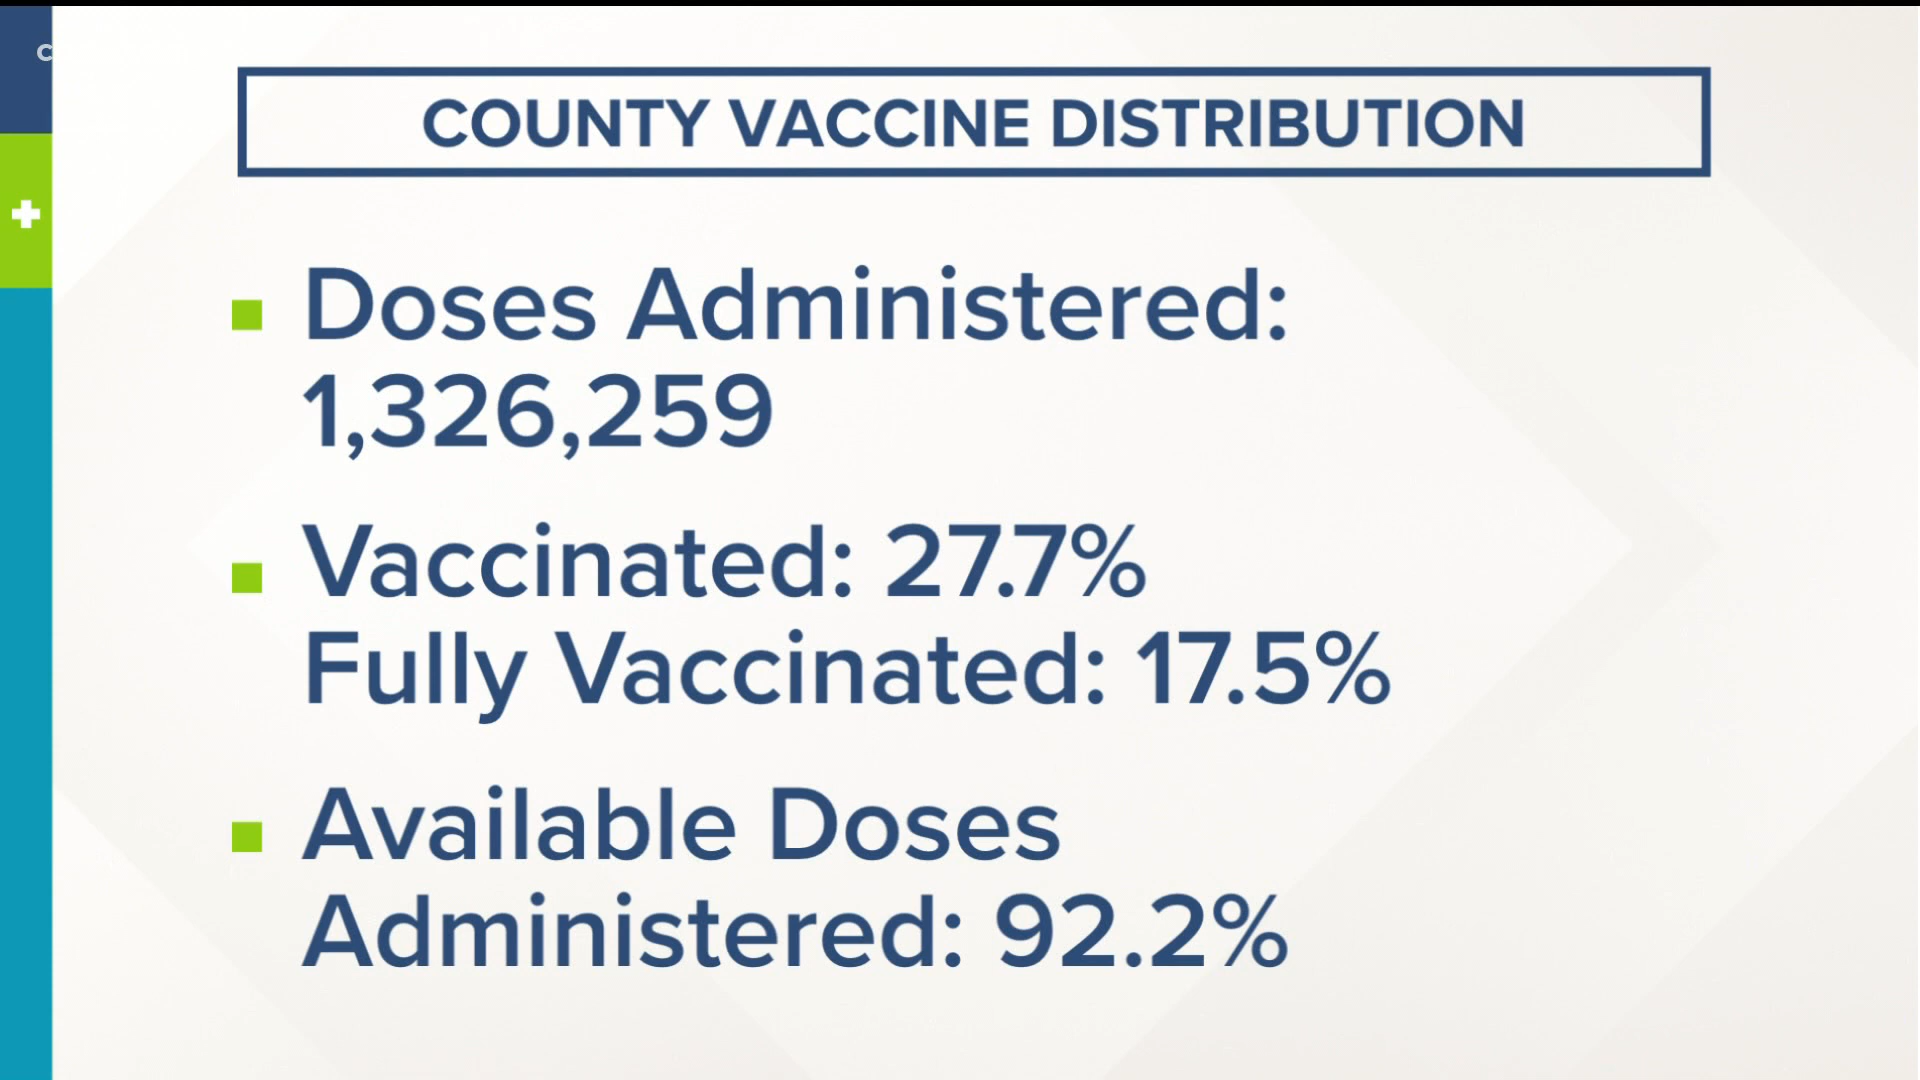 COUNTY VACCINE DISTRIBUTION
Doses Administered:
1,326,259
Vaccinated: 27.7%
Fully Vaccinated: 17.5%
Available Doses
Administered: 92.2%